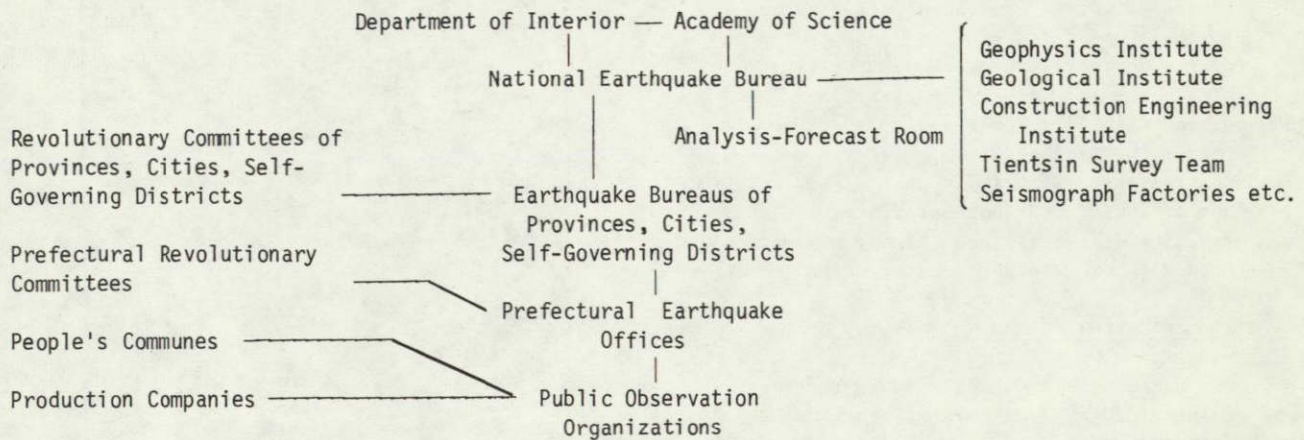 Department of Interior — Academy of Science
National Earthquake Bureau
Analysis-Forecast Room
Geophysics Institute
Geological Institute
Construction Engineering
Institute
Tientsin Survey Team
Seismograph Factories etc.
Revolutionary Committees of
Provinces, Cities, Self-
Governing Districts
Earthquake Bureaus of
Provinces, Cities,
Self-Governing Districts
Prefectural Revolutionary
Committees
Prefectural Earthquake
Offices
People's Communes
Production Companies
Public Observation
Organizations